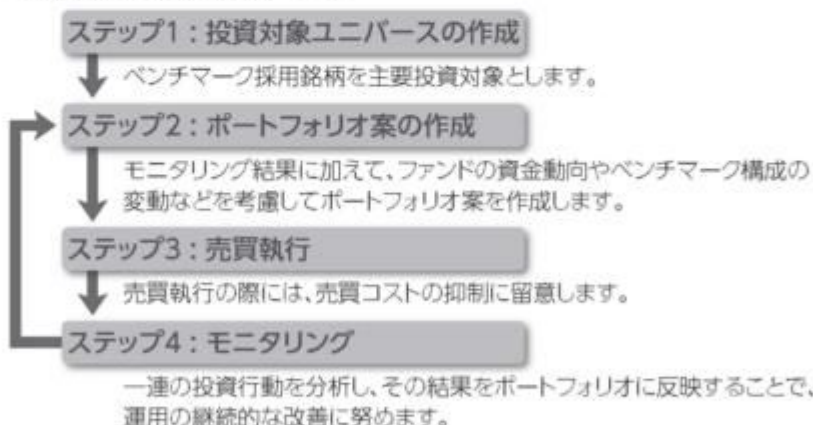 ステップ1：投資対象ユニバースの作成
ベンチマーク採用銘柄を主要投資対象とします。
ステップ2：ポートフォリオ案の作成
モニタリング結果に加えて、ファンドの資金動向やベンチマーク構成の
変動などを考慮してポートフォリオ案を作成します。
ステップ3：売買執行
売買執行の際には、売買コストの抑制に留意します。
ステップ4：モニタリング
一連の投資行動を分析し、その結果をポートフォリオに反映することで、
運用の継続的な改善に努めます。